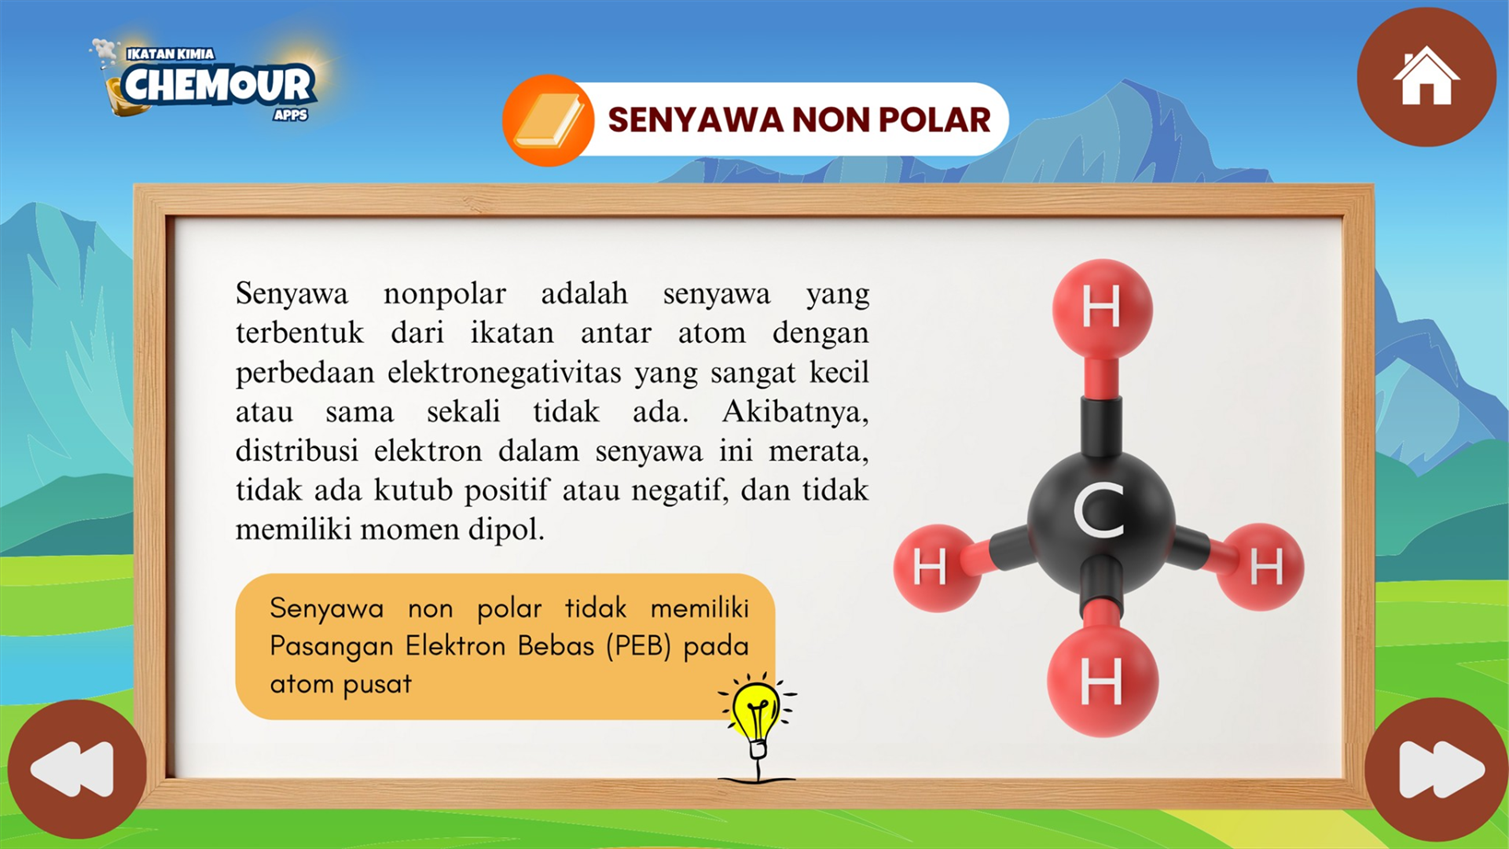 IKATAN KIMIA
CHEMOUR
APPS
SENYAWA NON POLAR
Senyawa nonpolar adalah senyawa yang
terbentuk dari ikatan antar atom dengan
perbedaan elektronegativitas yang sangat kecil
atau sama sekali tidak ada. Akibatnya,
distribusi elektron dalam senyawa ini merata,
tidak ada kutub positif atau negatif, dan tidak
memiliki momen dipol.
Senyawa non polar tidak memiliki
Pasangan Elektron Bebas (PEB) pada
atom pusat
H
C
H
H
H